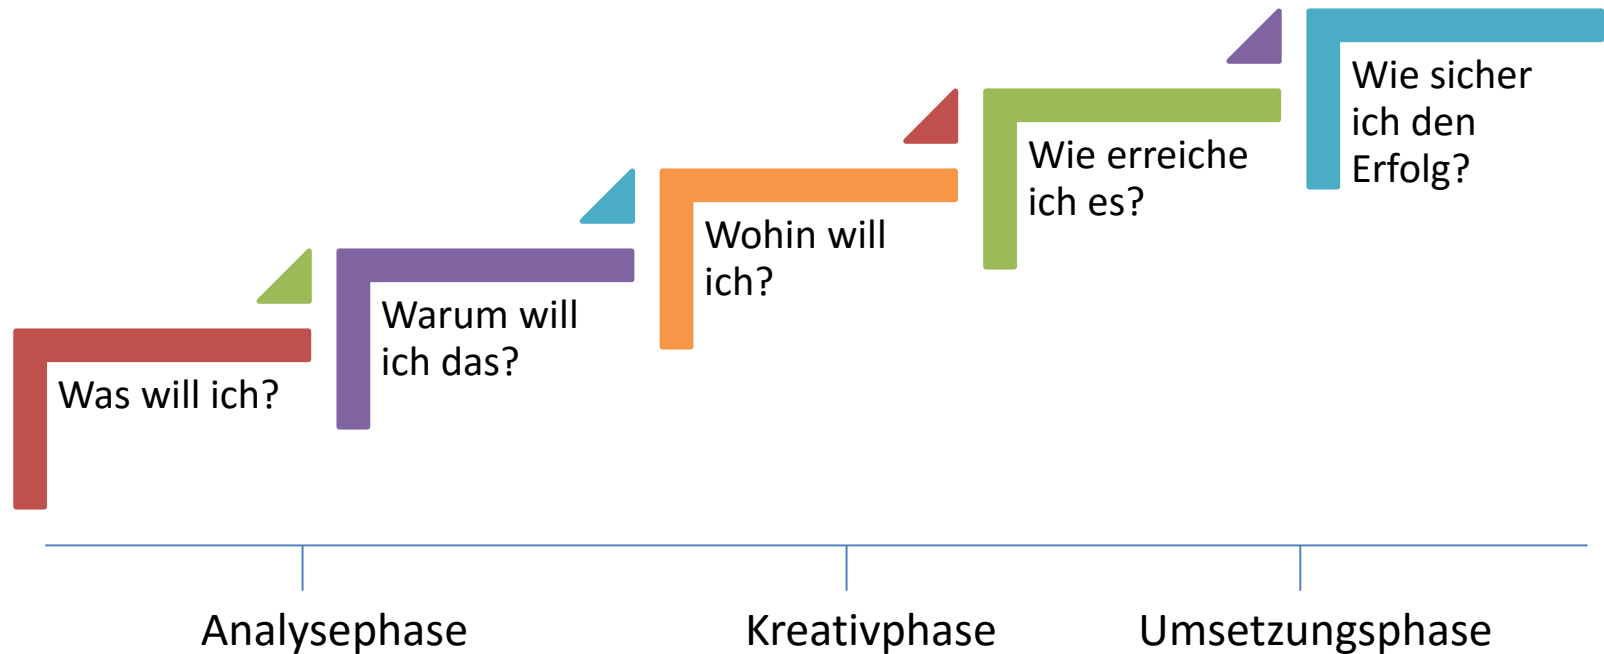 Was will ich?
Warum will
ich das?
Wohin will
ich?
Wie erreiche
ich es?
Wie sicher
ich den
Erfolg?
Analysephase
Kreativphase
Umsetzungsphase